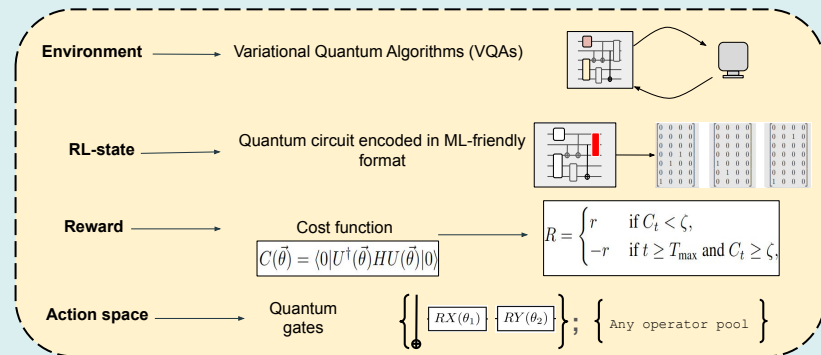 Environment
Variational Quantum Algorithms (VQAs)
RL-state
Quantum circuit encoded in ML-friendly
format
Reward
Cost function
C(θ⃗) = ⟨0|U†(θ⃗)HU(θ⃗)|0⟩
R = { r if C_t < ζ,
−r if t ≥ T_max and C_t ≥ ζ,
Action space
Quantum
gates
{ RX(θ₁) RY(θ₂) } ; { Any operator pool }